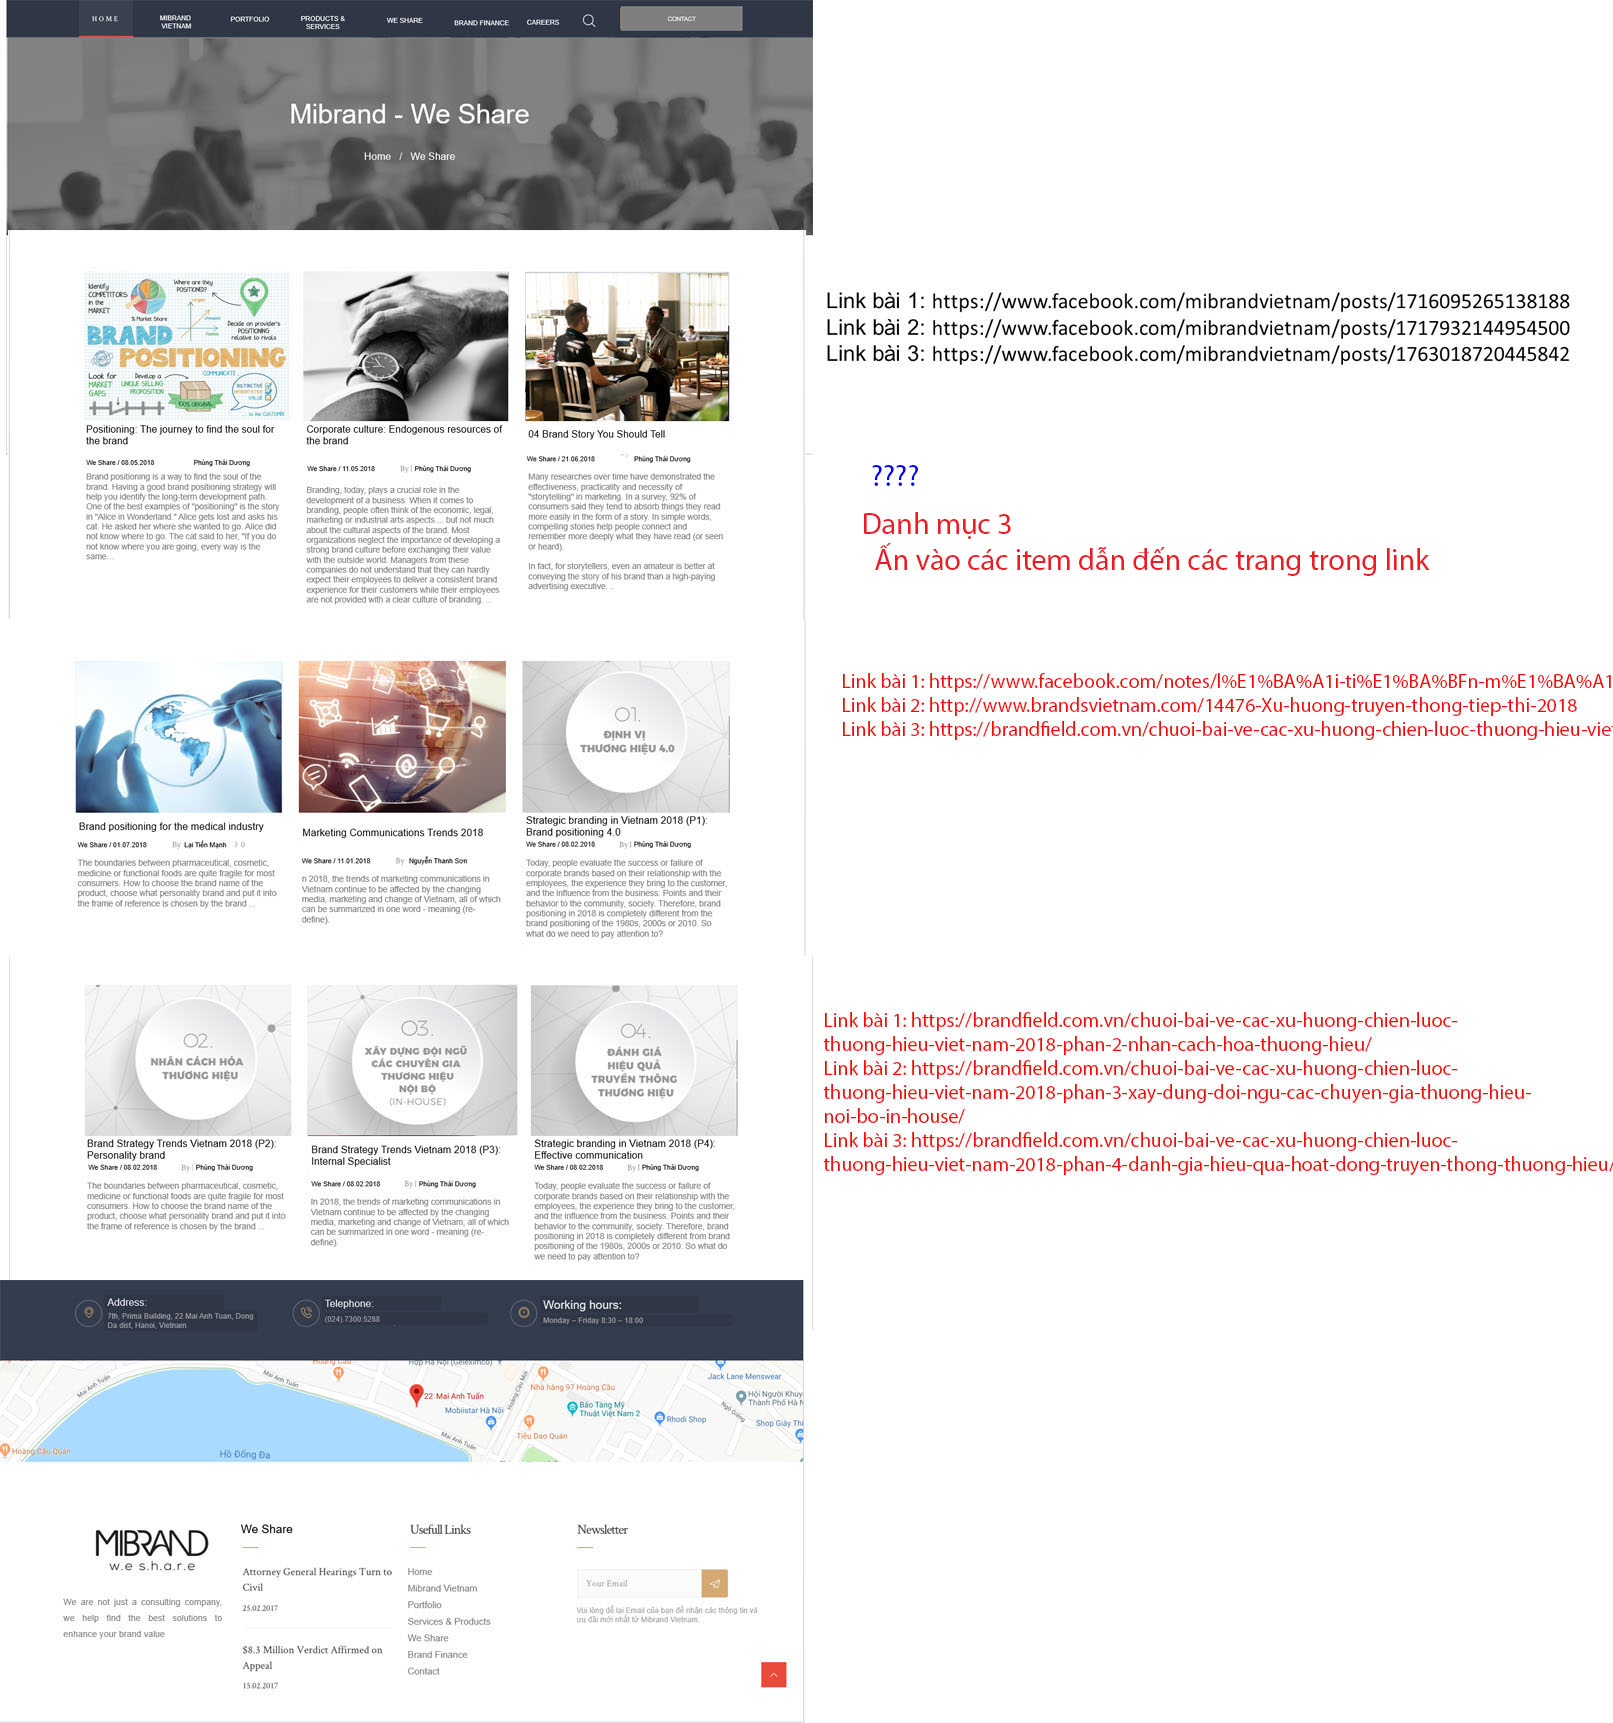 HOME
MIBRAND
VIETNAM
PORTFOLIO
PRODUCTS &
SERVICES
WE SHARE
BRAND FINANCE
CAREERS
CONTACT
Mibrand - We Share
Home / We Share
Identify
COMPETITORS
in the
MARKET
Where are they
POSITIONED?
% Market Share
Decide on provider's
POSITIONING
relative to rivals
BRAND
POSITIONING
COMMUNICATE
Look for
MARKET
GAPS
Develop a
UNIQUE SELLING
PROPOSITION
100% ORIGINAL
DISTINCTIVE
VALUE
to the CUSTOMER
Positioning: The journey to find the soul for
the brand
We Share / 08.05.2018 Phùng Thái Dương
Brand positioning is a way to find the soul of the
brand. Having a good brand positioning strategy will
help you identify the long-term development path.
One of the best examples of "positioning" is the story
in "Alice in Wonderland." Alice gets lost and asks his
cat. He asked her where she wanted to go. Alice did
not know where to go. The cat said to her, "If you do
not know where you are going, every way is the
same...
Corporate culture: Endogenous resources of
the brand
We Share / 11.05.2018 By | Phùng Thái Dương
Branding, today, plays a crucial role in the
development of a business. When it comes to
branding, people often think of the economic, legal,
marketing or industrial arts aspects ... but not much
about the cultural aspects of the brand. Most
organizations neglect the importance of developing a
strong brand culture before exchanging their value
with the outside world. Managers from these
companies do not understand that they can hardly
expect their employees to deliver a consistent brand
experience for their customers while their employees
are not provided with a clear culture of branding. ...
04 Brand Story You Should Tell
We Share / 21.06.2018 Phùng Thái Dương
Many researches over time have demonstrated the
effectiveness, practicality and necessity of
"storytelling" in marketing. In a survey, 92% of
consumers said they tend to absorb things they read
more easily in the form of a story. In simple words,
compelling stories help people connect and
remember more deeply what they have read (or seen
or heard).
In fact, for storytellers, even an amateur is better at
conveying the story of his brand than a high-paying
advertising executive. ..
Link bài 1: https://www.facebook.com/mibrandvietnam/posts/1716095265138188
Link bài 2: https://www.facebook.com/mibrandvietnam/posts/1717932144954500
Link bài 3: https://www.facebook.com/mibrandvietnam/posts/1763018720445842
????
Danh mục 3
Ấn vào các item dẫn đến các trang trong link
01.
ĐỊNH VỊ
THƯƠNG HIỆU 4.0
Brand positioning for the medical industry
We Share / 01.07.2018 By Lại Tiến Mạnh 0
The boundaries between pharmaceutical, cosmetic,
medicine or functional foods are quite fragile for most
consumers. How to choose the brand name of the
product, choose what personality brand and put it into
the frame of reference is chosen by the brand ...
Marketing Communications Trends 2018
We Share / 11.01.2018 By Nguyễn Thanh Sơn
n 2018, the trends of marketing communications in
Vietnam continue to be affected by the changing
media, marketing and change of Vietnam, all of which
can be summarized in one word - meaning (re-
define).
Strategic branding in Vietnam 2018 (P1):
Brand positioning 4.0
We Share / 08.02.2018 By | Phùng Thái Dương
Today, people evaluate the success or failure of
corporate brands based on their relationship with the
employees, the experience they bring to the customer,
and the influence from the business. Points and their
behavior to the community, society. Therefore, brand
positioning in 2018 is completely different from the
brand positioning of the 1980s, 2000s or 2010. So
what do we need to pay attention to?
Link bài 1: https://www.facebook.com/notes/l%E1%BA%A1i-ti%E1%BA%BFn-m%E1%BA%A1
Link bài 2: http://www.brandsvietnam.com/14476-Xu-huong-truyen-thong-tiep-thi-2018
Link bài 3: https://brandfield.com.vn/chuoi-bai-ve-cac-xu-huong-chien-luoc-thuong-hieu-viet
02.
NHÂN CÁCH HÓA
THƯƠNG HIỆU
03.
XÂY DỰNG ĐỘI NGŨ
CÁC CHUYÊN GIA
THƯƠNG HIỆU
NỘI BỘ
(IN-HOUSE)
04.
ĐÁNH GIÁ
HIỆU QUẢ
TRUYỀN THÔNG
THƯƠNG HIỆU
Brand Strategy Trends Vietnam 2018 (P2):
Personality brand
We Share / 08.02.2018 By | Phùng Thái Dương
The boundaries between pharmaceutical, cosmetic,
medicine or functional foods are quite fragile for most
consumers. How to choose the brand name of the
product, choose what personality brand and put it into
the frame of reference is chosen by the brand ...
Brand Strategy Trends Vietnam 2018 (P3):
Internal Specialist
We Share / 08.02.2018 By | Phùng Thái Dương
In 2018, the trends of marketing communications in
Vietnam continue to be affected by the changing
media, marketing and change of Vietnam, all of which
can be summarized in one word - meaning (re-
define).
Strategic branding in Vietnam 2018 (P4):
Effective communication
We Share / 08.02.2018 By | Phùng Thái Dương
Today, people evaluate the success or failure of
corporate brands based on their relationship with the
employees, the experience they bring to the customer,
and the influence from the business. Points and their
behavior to the community, society. Therefore, brand
positioning in 2018 is completely different from brand
positioning of the 1980s, 2000s or 2010. So what do
we need to pay attention to?
Link bài 1: https://brandfield.com.vn/chuoi-bai-ve-cac-xu-huong-chien-luoc-
thuong-hieu-viet-nam-2018-phan-2-nhan-cach-hoa-thuong-hieu/
Link bài 2: https://brandfield.com.vn/chuoi-bai-ve-cac-xu-huong-chien-luoc-
thuong-hieu-viet-nam-2018-phan-3-xay-dung-doi-ngu-cac-chuyen-gia-thuong-hieu-
noi-bo-in-house/
Link bài 3: https://brandfield.com.vn/chuoi-bai-ve-cac-xu-huong-chien-luoc-
thuong-hieu-viet-nam-2018-phan-4-danh-gia-hieu-qua-hoat-dong-truyen-thong-thuong-hieu/
Address:
7th, Prima Building, 22 Mai Anh Tuan, Dong
Da dist, Hanoi, Vietnam
Telephone:
(024).7300.5288
Working hours:
Monday – Friday 8:30 – 18:00
Hoàng Cầu
Hợp Hà Nội (Geleximco)
Mai Anh Tuấn
22 Mai Anh Tuấn
Mobiistar Hà Nội
Hoàng Cầu Mới
Nhà hàng 97 Hoàng Cầu
Bảo Tàng Mỹ
Thuật Việt Nam 2
Tiêu Dao Quán
Rhodi Shop
Jack Lane Menswear
Hội Người Khuy
Thành Phố Hà N
Shop Giày Thi
Mai Anh Tuấn
Hoàng Cầu Quán
Hồ Đống Đa
MIBRAND
w.e s.h.a.r.e
We are not just a consulting company,
we help find the best solutions to
enhance your brand value
We Share
Attorney General Hearings Turn to
Civil
25.02.2017
$8.3 Million Verdict Affirmed on
Appeal
15.02.2017
Usefull Links
Home
Mibrand Vietnam
Portfolio
Services & Products
We Share
Brand Finance
Contact
Newsletter
Your Email
Vui lòng để lại Email của bạn để nhận các thông tin và
ưu đãi mới nhất từ Mibrand Vietnam.